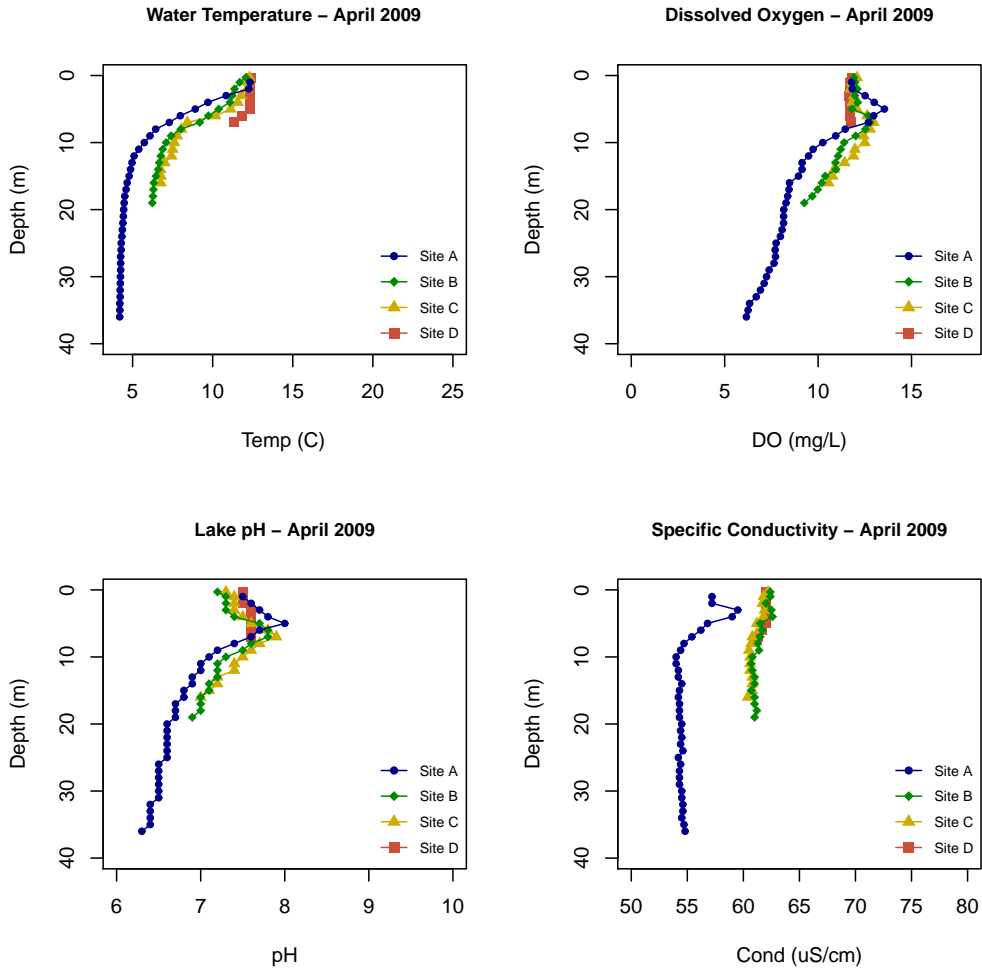 Water Temperature – April 2009
0
10
20
30
40
Depth (m)
Site A
Site B
Site C
Site D
5 10 15 20 25
Temp (C)
Dissolved Oxygen – April 2009
0
10
20
30
40
Depth (m)
Site A
Site B
Site C
Site D
0 5 10 15
DO (mg/L)
Lake pH – April 2009
0
10
20
30
40
Depth (m)
Site A
Site B
Site C
Site D
6 7 8 9 10
pH
Specific Conductivity – April 2009
0
10
20
30
40
Depth (m)
Site A
Site B
Site C
Site D
50 55 60 65 70 75 80
Cond (uS/cm)